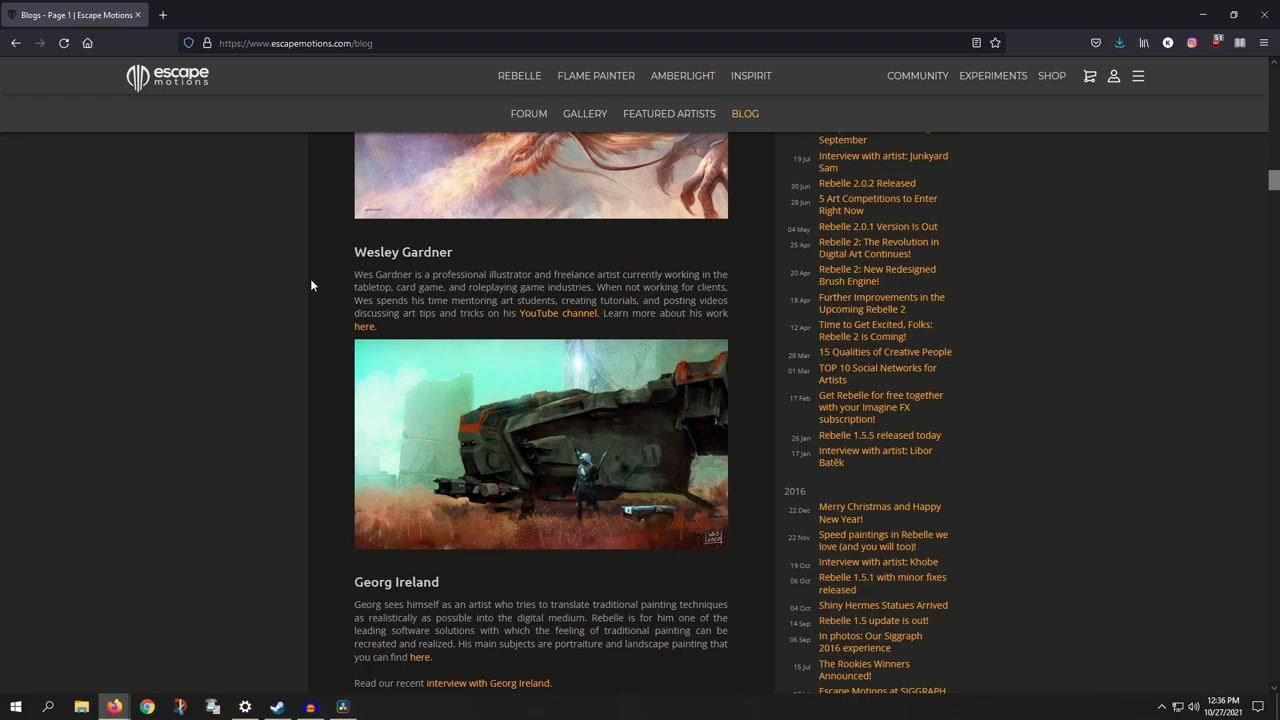 Blogs - Page 1 | Escape Motions
https://www.escapemotions.com/blog
51
escape
motions
REBELLE FLAME PAINTER AMBERLIGHT INSPIRIT
COMMUNITY EXPERIMENTS SHOP
FORUM GALLERY FEATURED ARTISTS BLOG
Wesley Gardner
Wes Gardner is a professional illustrator and freelance artist currently working in the
tabletop, card game, and roleplaying game industries. When not working for clients,
Wes spends his time mentoring art students, creating tutorials, and posting videos
discussing art tips and tricks on his YouTube channel. Learn more about his work
here.
Georg Ireland
Georg sees himself as an artist who tries to translate traditional painting techniques
as realistically as possible into the digital medium. Rebelle is for him one of the
leading software solutions with which the feeling of traditional painting can be
recreated and realized. His main subjects are portraiture and landscape painting that
you can find here.
Read our recent interview with Georg Ireland.
September
19 Jul Interview with artist: Junkyard
Sam
30 Jun Rebelle 2.0.2 Released
28 Jun 5 Art Competitions to Enter
Right Now
04 May Rebelle 2.0.1 Version Is Out
25 Apr Rebelle 2: The Revolution in
Digital Art Continues!
20 Apr Rebelle 2: New Redesigned
Brush Engine!
18 Apr Further Improvements in the
Upcoming Rebelle 2
12 Apr Time to Get Excited, Folks:
Rebelle 2 is Coming!
28 Mar 15 Qualities of Creative People
01 Mar TOP 10 Social Networks for
Artists
17 Feb Get Rebelle for free together
with your Imagine FX
subscription!
26 Jan Rebelle 1.5.5 released today
17 Jan Interview with artist: Libor
Batěk
2016
22 Dec Merry Christmas and Happy
New Year!
22 Nov Speed paintings in Rebelle we
love (and you will too)!
19 Oct Interview with artist: Khobe
06 Oct Rebelle 1.5.1 with minor fixes
released
04 Oct Shiny Hermes Statues Arrived
14 Sep Rebelle 1.5 update is out!
06 Sep In photos: Our Siggraph
2016 experience
15 Jul The Rookies Winners
Announced!
Escape Motions at SIGGRAPH
12:36 PM
10/27/2021